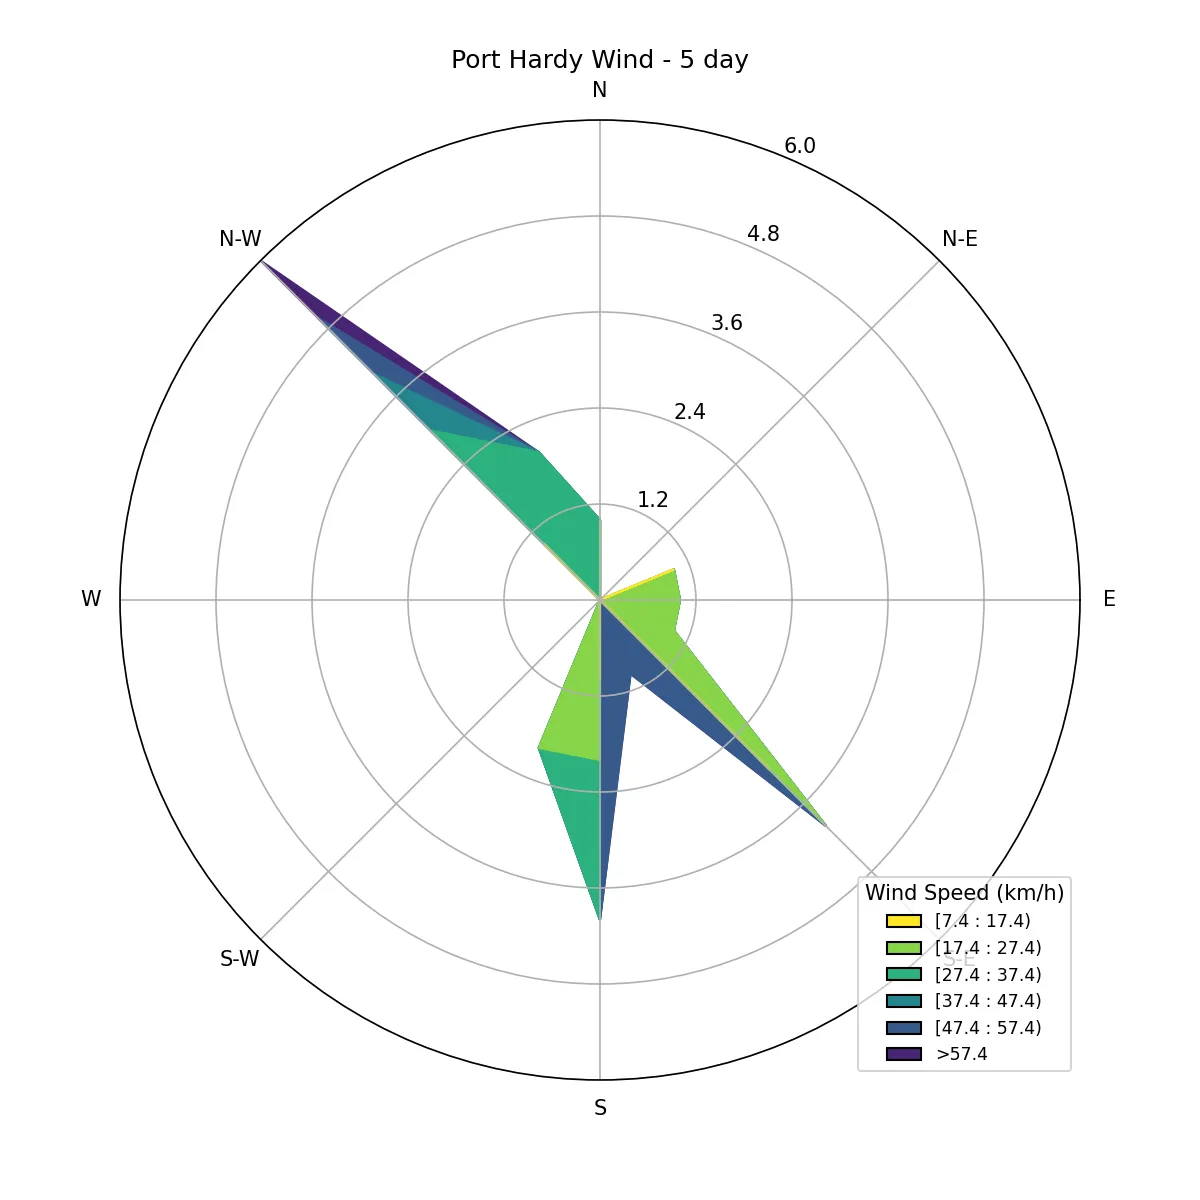 Port Hardy Wind - 5 day
N
6.0
N-W
N-E
4.8
3.6
2.4
1.2
W
E
Wind Speed (km/h)
[7.4 : 17.4)
[17.4 : 27.4)
S-W
S-E
[27.4 : 37.4)
[37.4 : 47.4)
[47.4 : 57.4)
>57.4
S